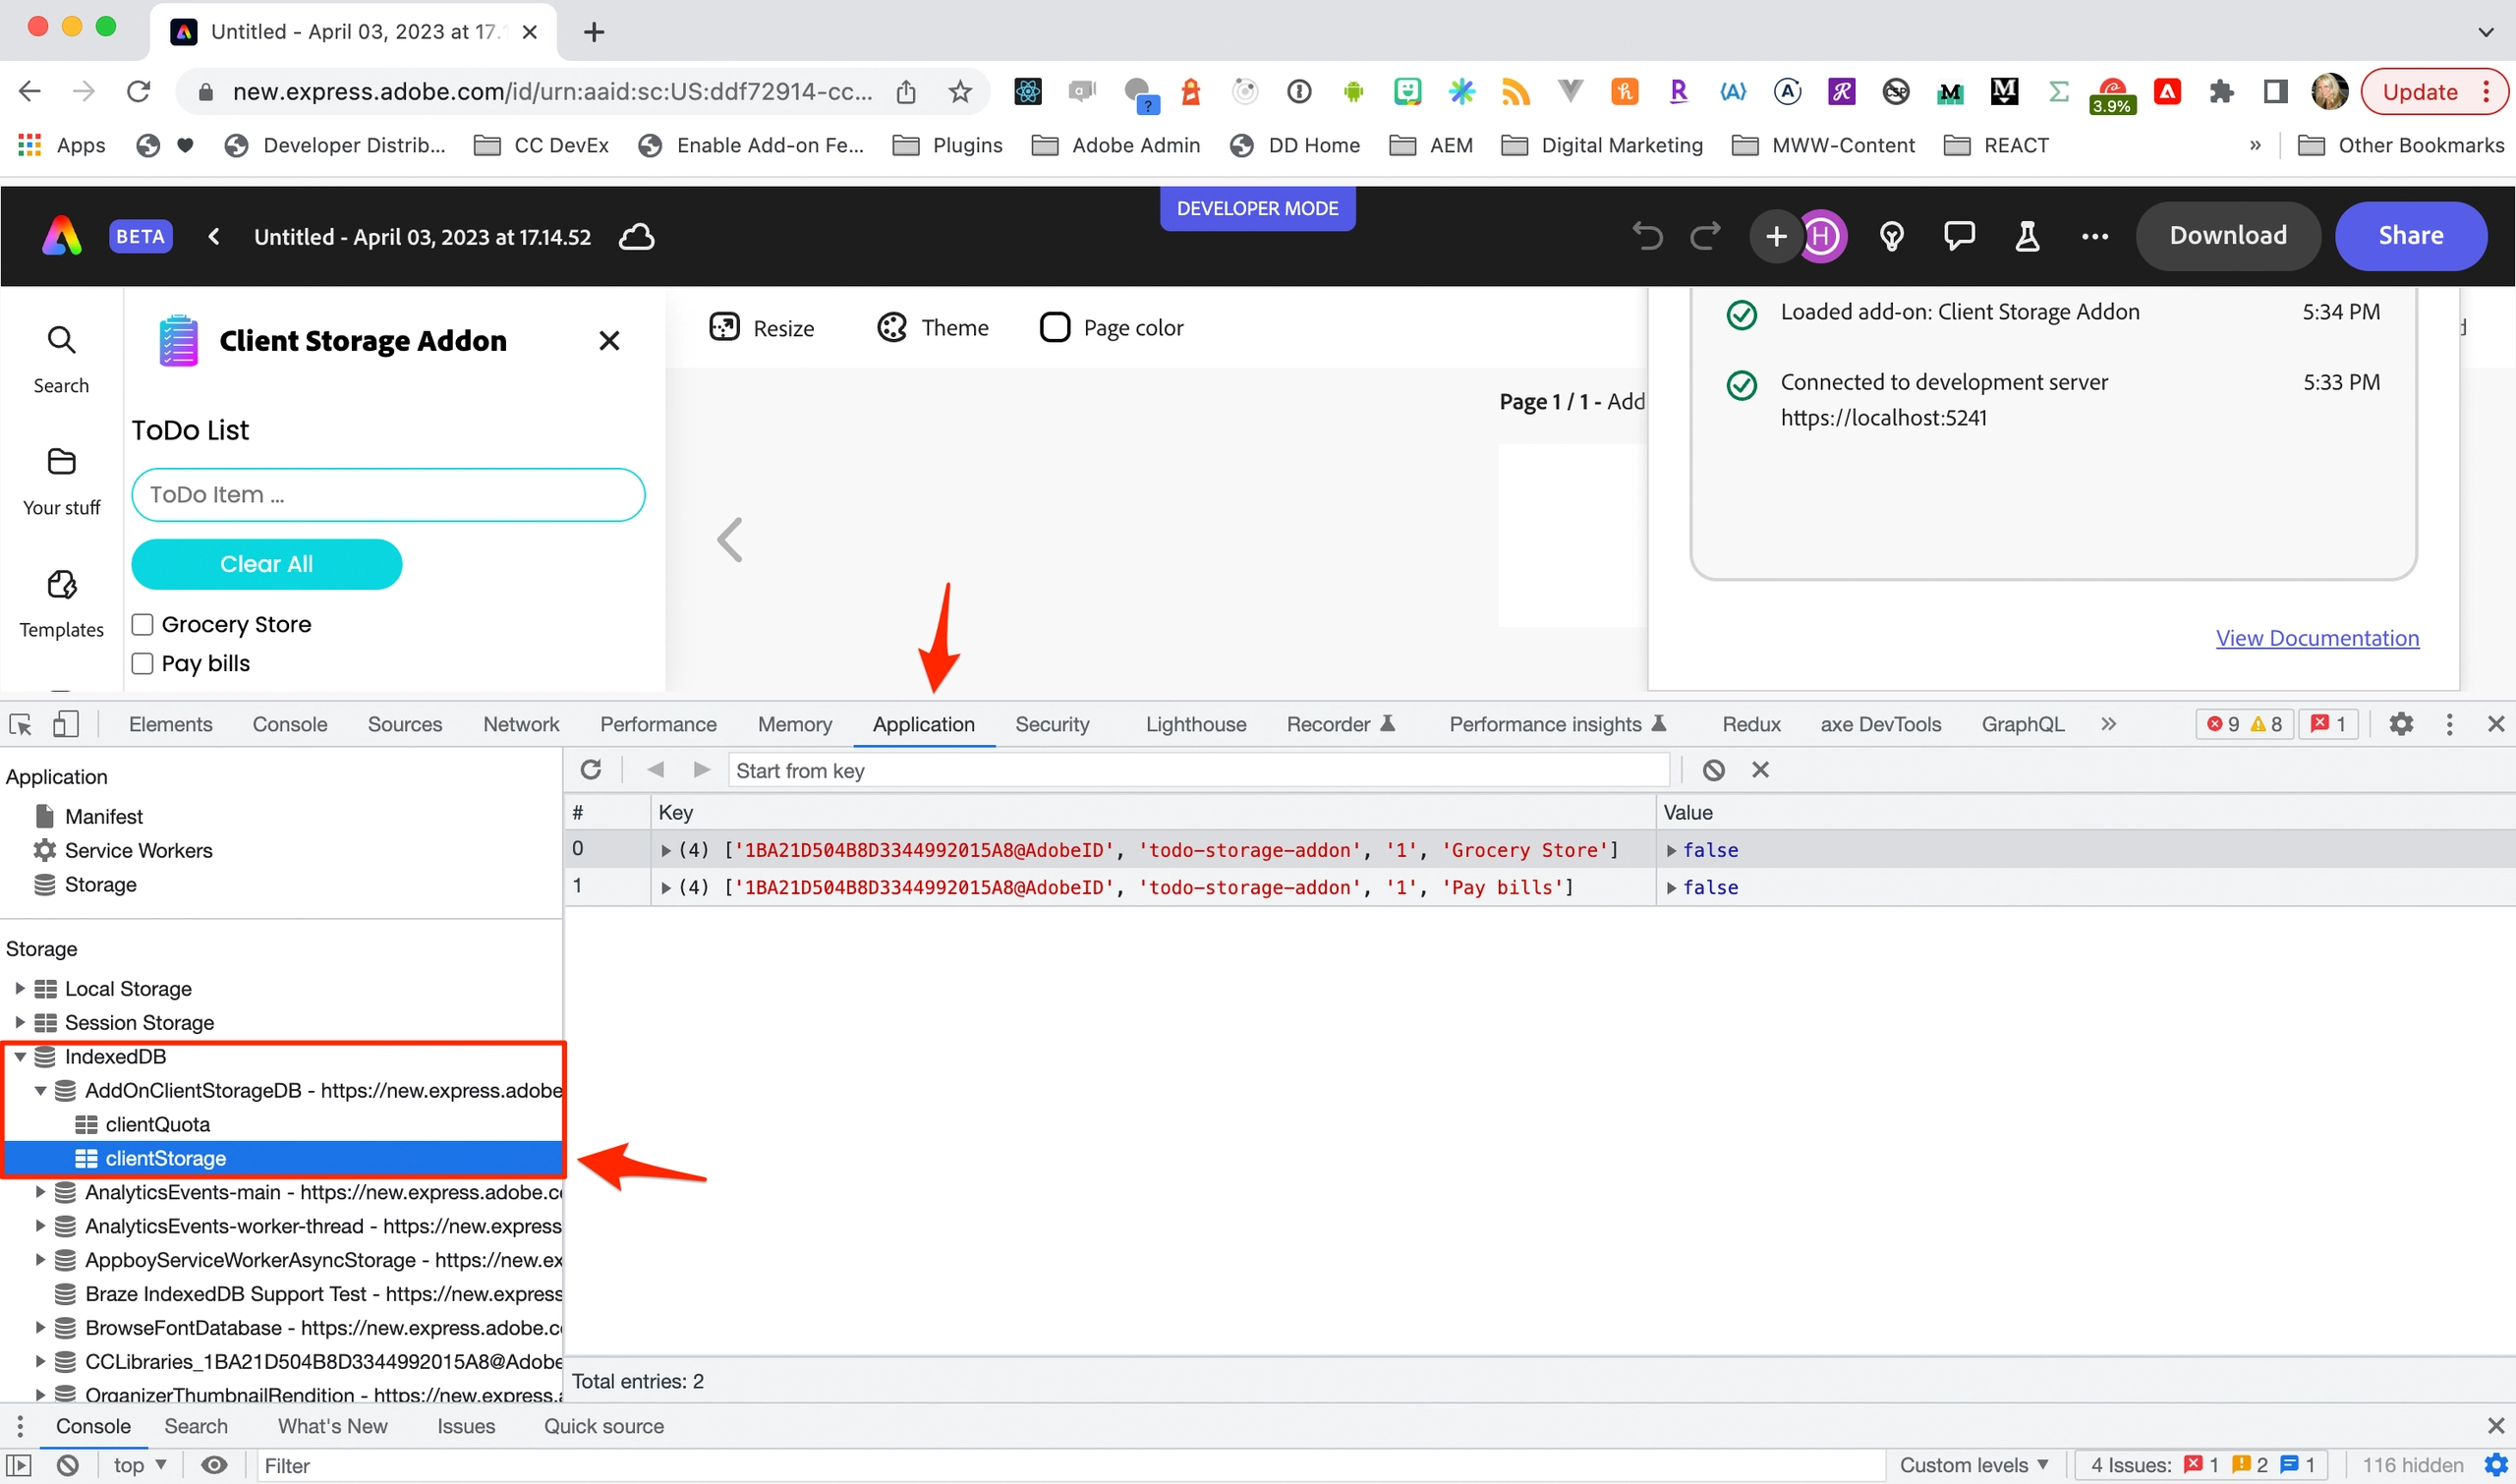 Untitled - April 03, 2023 at 17.1
new.express.adobe.com/id/urn:aaid:sc:US:ddf72914-cc...
3.9%
Update
Apps
Developer Distrib...
CC DevEx
Enable Add-on Fe...
Plugins
Adobe Admin
DD Home
AEM
Digital Marketing
MWW-Content
REACT
»
Other Bookmarks
BETA
Untitled - April 03, 2023 at 17.14.52
DEVELOPER MODE
H
Download
Share
Search
Your stuff
Templates
Client Storage Addon
ToDo List
ToDo Item ...
Clear All
Grocery Store
Pay bills
Resize
Theme
Page color
Page 1 / 1 - Add
Loaded add-on: Client Storage Addon 5:34 PM
Connected to development server 5:33 PM
https://localhost:5241
View Documentation
Elements Console Sources Network Performance Memory Application Security Lighthouse Recorder Performance insights Redux axe DevTools GraphQL » 9 8 1
Application
Manifest
Service Workers
Storage
Storage
Local Storage
Session Storage
IndexedDB
AddOnClientStorageDB - https://new.express.adobe
clientQuota
clientStorage
AnalyticsEvents-main - https://new.express.adobe.c
AnalyticsEvents-worker-thread - https://new.express
AppboyServiceWorkerAsyncStorage - https://new.ex
Braze IndexedDB Support Test - https://new.express
BrowseFontDatabase - https://new.express.adobe.c
CCLibraries_1BA21D504B8D3344992015A8@Adobe
OrganizerThumbnailRendition - https://new.express.a
Start from key
# Key Value
0 (4) ['1BA21D504B8D3344992015A8@AdobeID', 'todo-storage-addon', '1', 'Grocery Store'] false
1 (4) ['1BA21D504B8D3344992015A8@AdobeID', 'todo-storage-addon', '1', 'Pay bills'] false
Total entries: 2
Console Search What's New Issues Quick source
top Filter Custom levels 4 Issues: 1 2 1 116 hidden